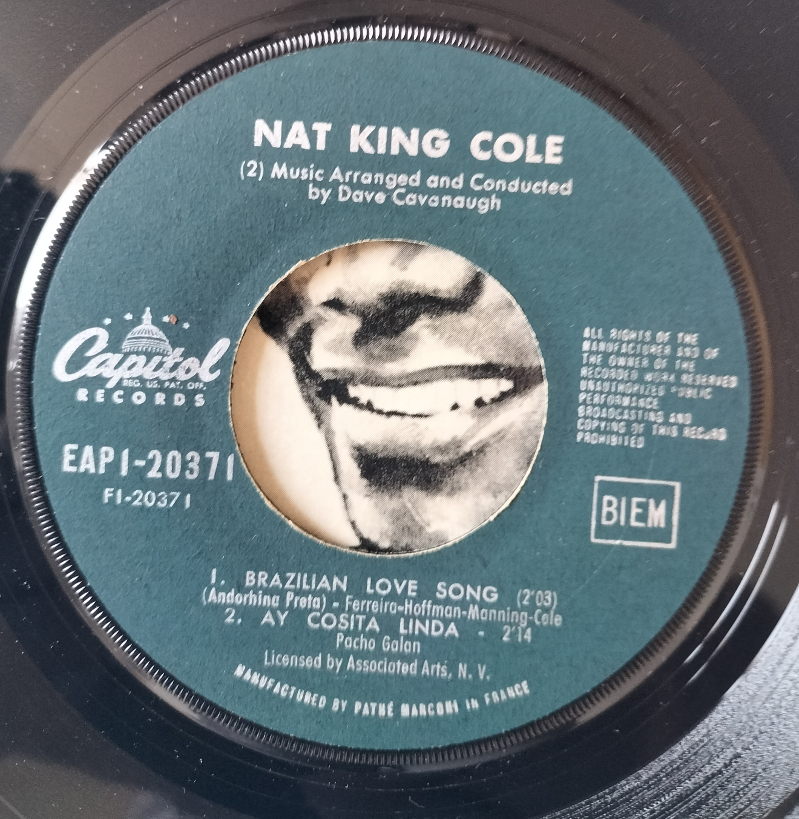 NAT KING COLE
(2) Music Arranged and Conducted
by Dave Cavanaugh
Capitol
REG. U.S. PAT. OFF.
RECORDS
EAP1-20371
F1-20371
ALL RIGHTS OF THE
MANUFACTURER AND OF
THE OWNER OF THE
RECORDED WORK RESERVED
UNAUTHORIZED PUBLIC
PERFORMANCE
BROADCASTING AND
COPYING OF THIS RECORD
PROHIBITED
BIEM
1. BRAZILIAN LOVE SONG (2'03)
(Andorhina Preta) - Ferreira-Hoffman-Manning-Cole
2. AY COSITA LINDA - 2'14
Pacho Galan
Licensed by Associated Arts, N. V.
MANUFACTURED BY PATHÉ MARCONI IN FRANCE